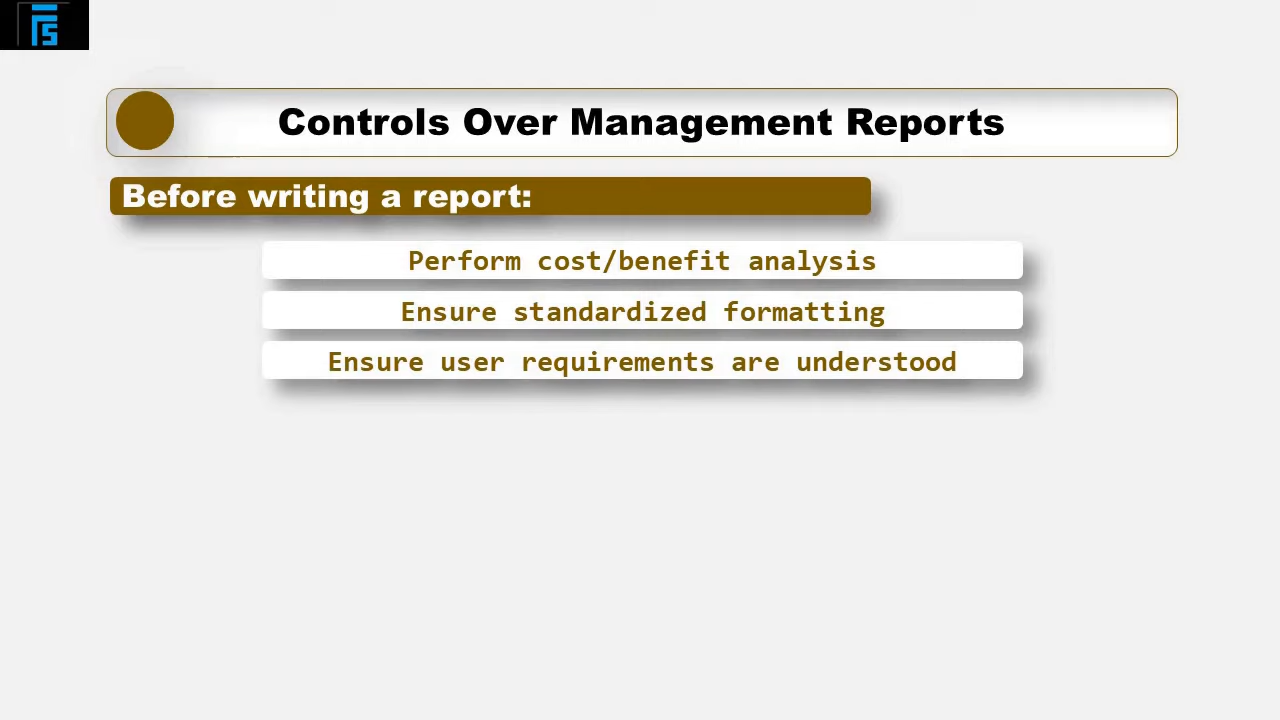 Controls Over Management Reports
Before writing a report:
Perform cost/benefit analysis
Ensure standardized formatting
Ensure user requirements are understood